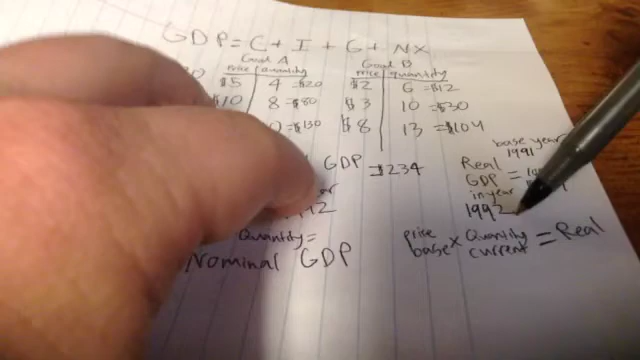 GDP = C + I + G + NX
Good A Good B
Price quantity Price quantity
$5 4 = $20 $2 6 = $12
$10 8 = $80 $3 10 = $30
0 = $130 $8 13 = $104
GDP = $234
base year
1991
Real
GDP =
in year
1992
Quantity =
Nominal GDP
Price base × Quantity current = Real